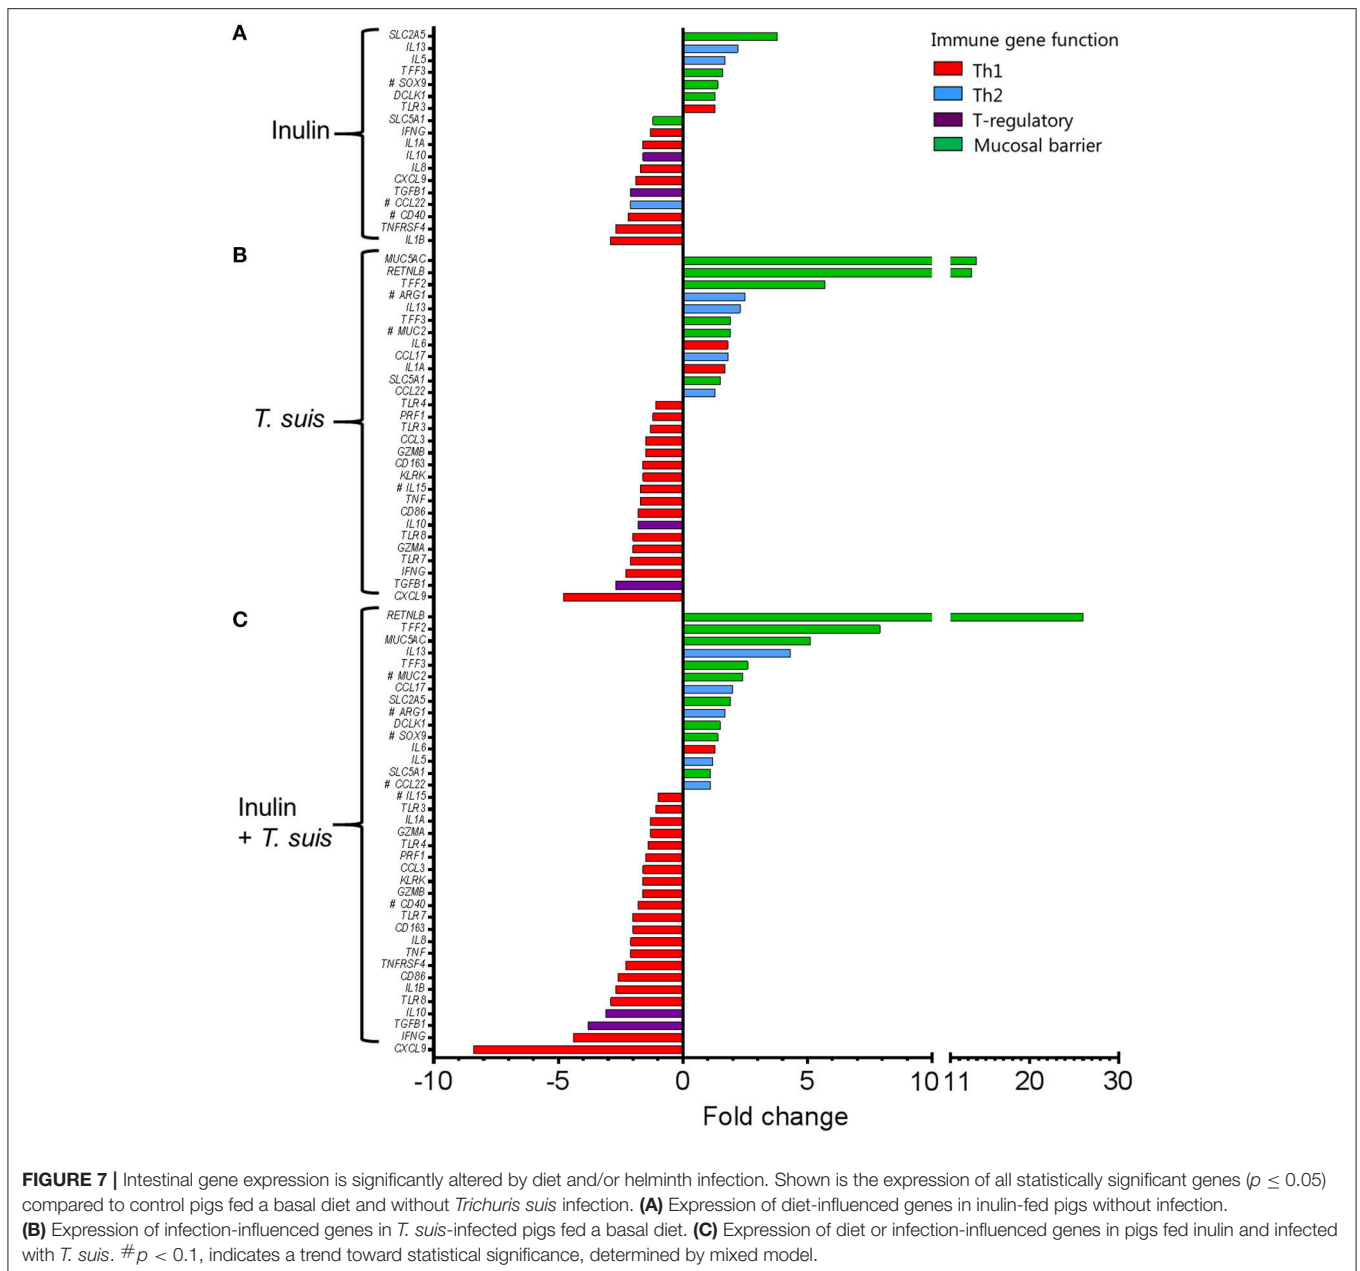 A
SLC2A5
IL13
IL5
TFF3
# SOX9
DCLK1
TLR3
SLC5A1
IFNG
IL1A
IL10
IL8
CXCL9
TGFB1
# CCL22
# CD40
TNFRSF4
IL1B
Inulin
Immune gene function
Th1
Th2
T-regulatory
Mucosal barrier
B
MUC5AC
RETNLB
TFF2
# ARG1
IL13
TFF3
# MUC2
IL6
CCL17
IL1A
SLC5A1
CCL22
TLR4
PRF1
TLR3
CCL3
GZMB
CD163
KLRK
# IL15
TNF
CD86
IL10
TLR8
GZMA
TLR7
IFNG
TGFB1
CXCL9
T. suis
C
RETNLB
TFF2
MUC5AC
IL13
TFF3
# MUC2
CCL17
SLC2A5
# ARG1
DCLK1
# SOX9
IL6
IL5
SLC5A1
# CCL22
# IL15
TLR3
IL1A
GZMA
TLR4
PRF1
CCL3
KLRK
GZMB
# CD40
TLR7
CD163
IL8
TNF
TNFRSF4
CD86
IL1B
TLR8
IL10
TGFB1
IFNG
CXCL9
Inulin
+ T. suis
-10 -5 0 5 10 11 20 30
Fold change
FIGURE 7 | Intestinal gene expression is significantly altered by diet and/or helminth infection. Shown is the expression of all statistically significant genes (p ≤ 0.05)
compared to control pigs fed a basal diet and without Trichuris suis infection. (A) Expression of diet-influenced genes in inulin-fed pigs without infection.
(B) Expression of infection-influenced genes in T. suis-infected pigs fed a basal diet. (C) Expression of diet or infection-influenced genes in pigs fed inulin and infected
with T. suis. #p < 0.1, indicates a trend toward statistical significance, determined by mixed model.